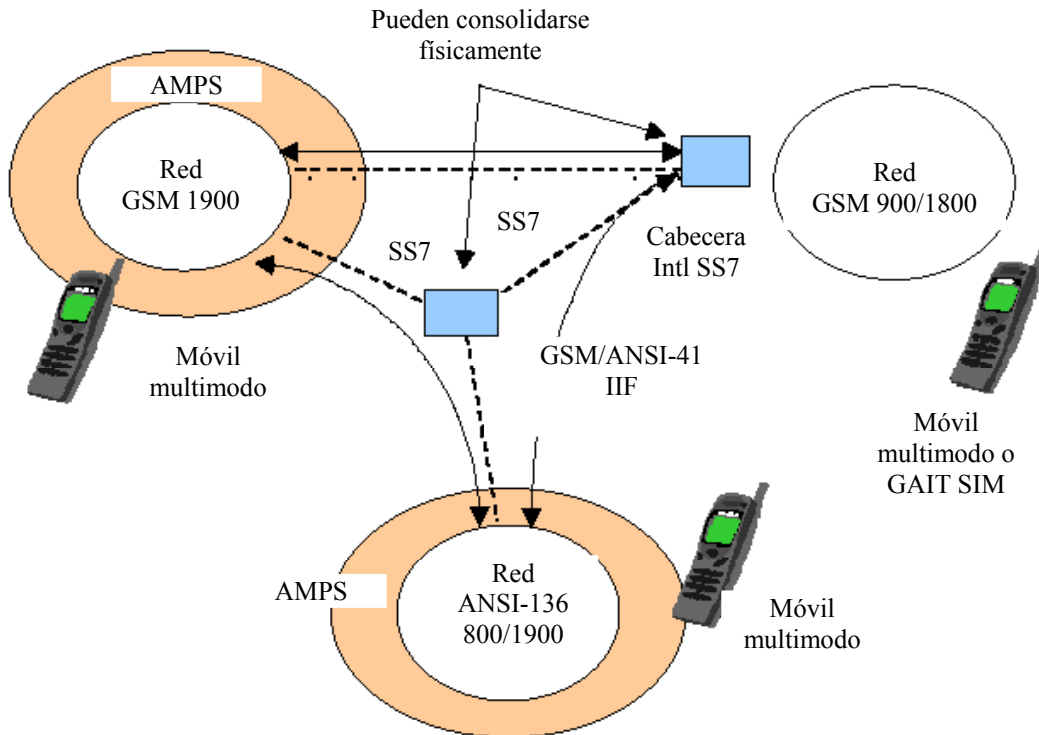 Pueden consolidarse
físicamente
AMPS
Red
GSM 1900
Red
GSM 900/1800
SS7
SS7
Cabecera
Intl SS7
Móvil
multimodo
GSM/ANSI-41
IIF
Móvil
multimodo o
GAIT SIM
AMPS
Red
ANSI-136
800/1900
Móvil
multimodo